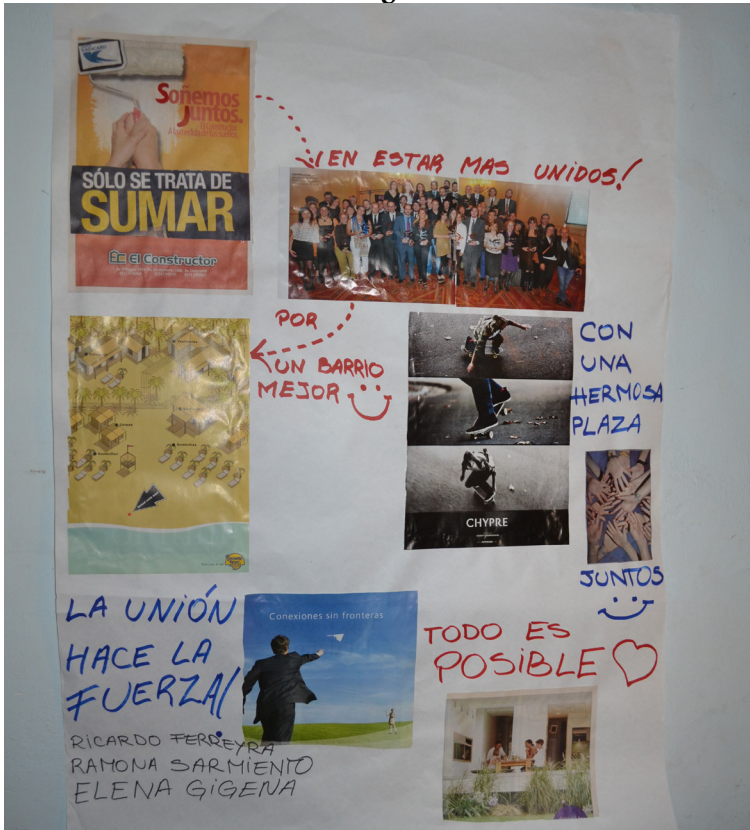 Soñemos
Juntos.
SÓLO SE TRATA DE
SUMAR
EC El Constructor
¡EN ESTAR MAS UNIDOS!
POR
UN BARRIO
MEJOR
CON
UNA
HERMOSA
PLAZA
CHYPRE
JUNTOS
LA UNIÓN
HACE LA
FUERZA!
Conexiones sin fronteras
TODO ES
POSIBLE
RICARDO FERREYRA
RAMONA SARMIENTO
ELENA GIGENA